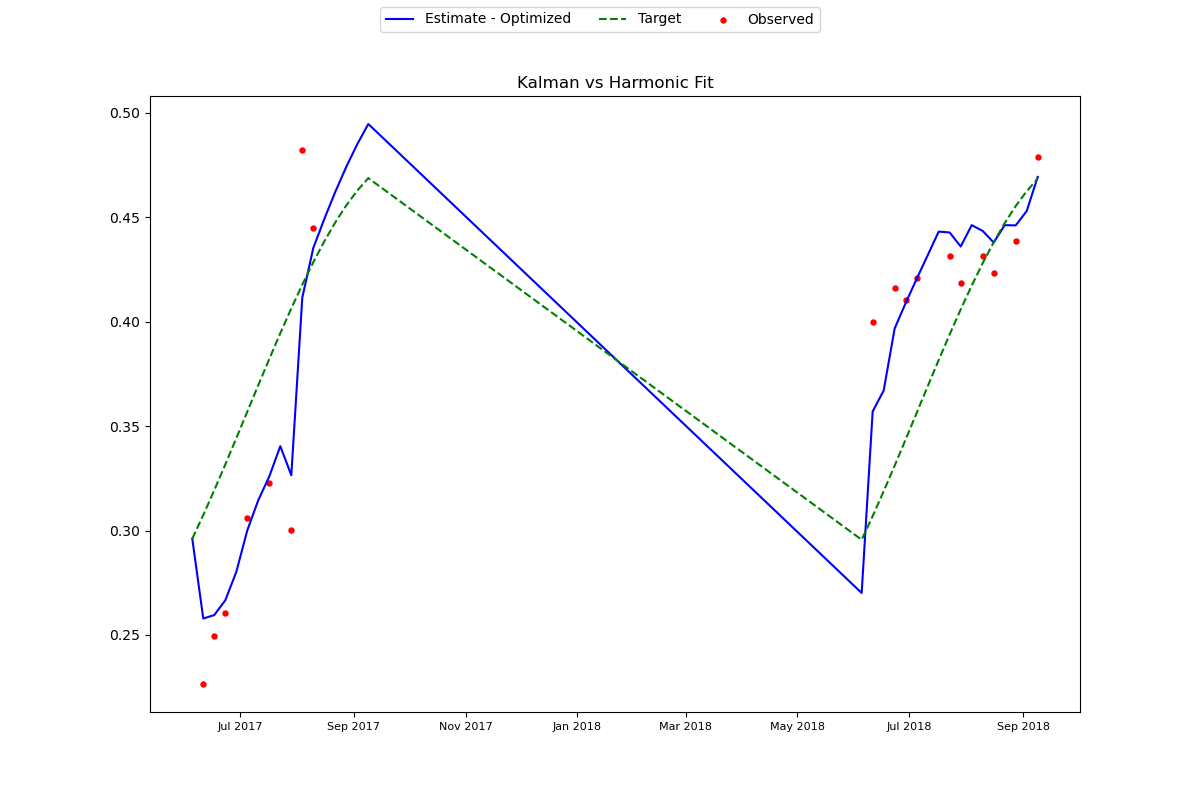 Estimate - Optimized Target Observed
Kalman vs Harmonic Fit
0.50
0.45
0.40
0.35
0.30
0.25
Jul 2017 Sep 2017 Nov 2017 Jan 2018 Mar 2018 May 2018 Jul 2018 Sep 2018